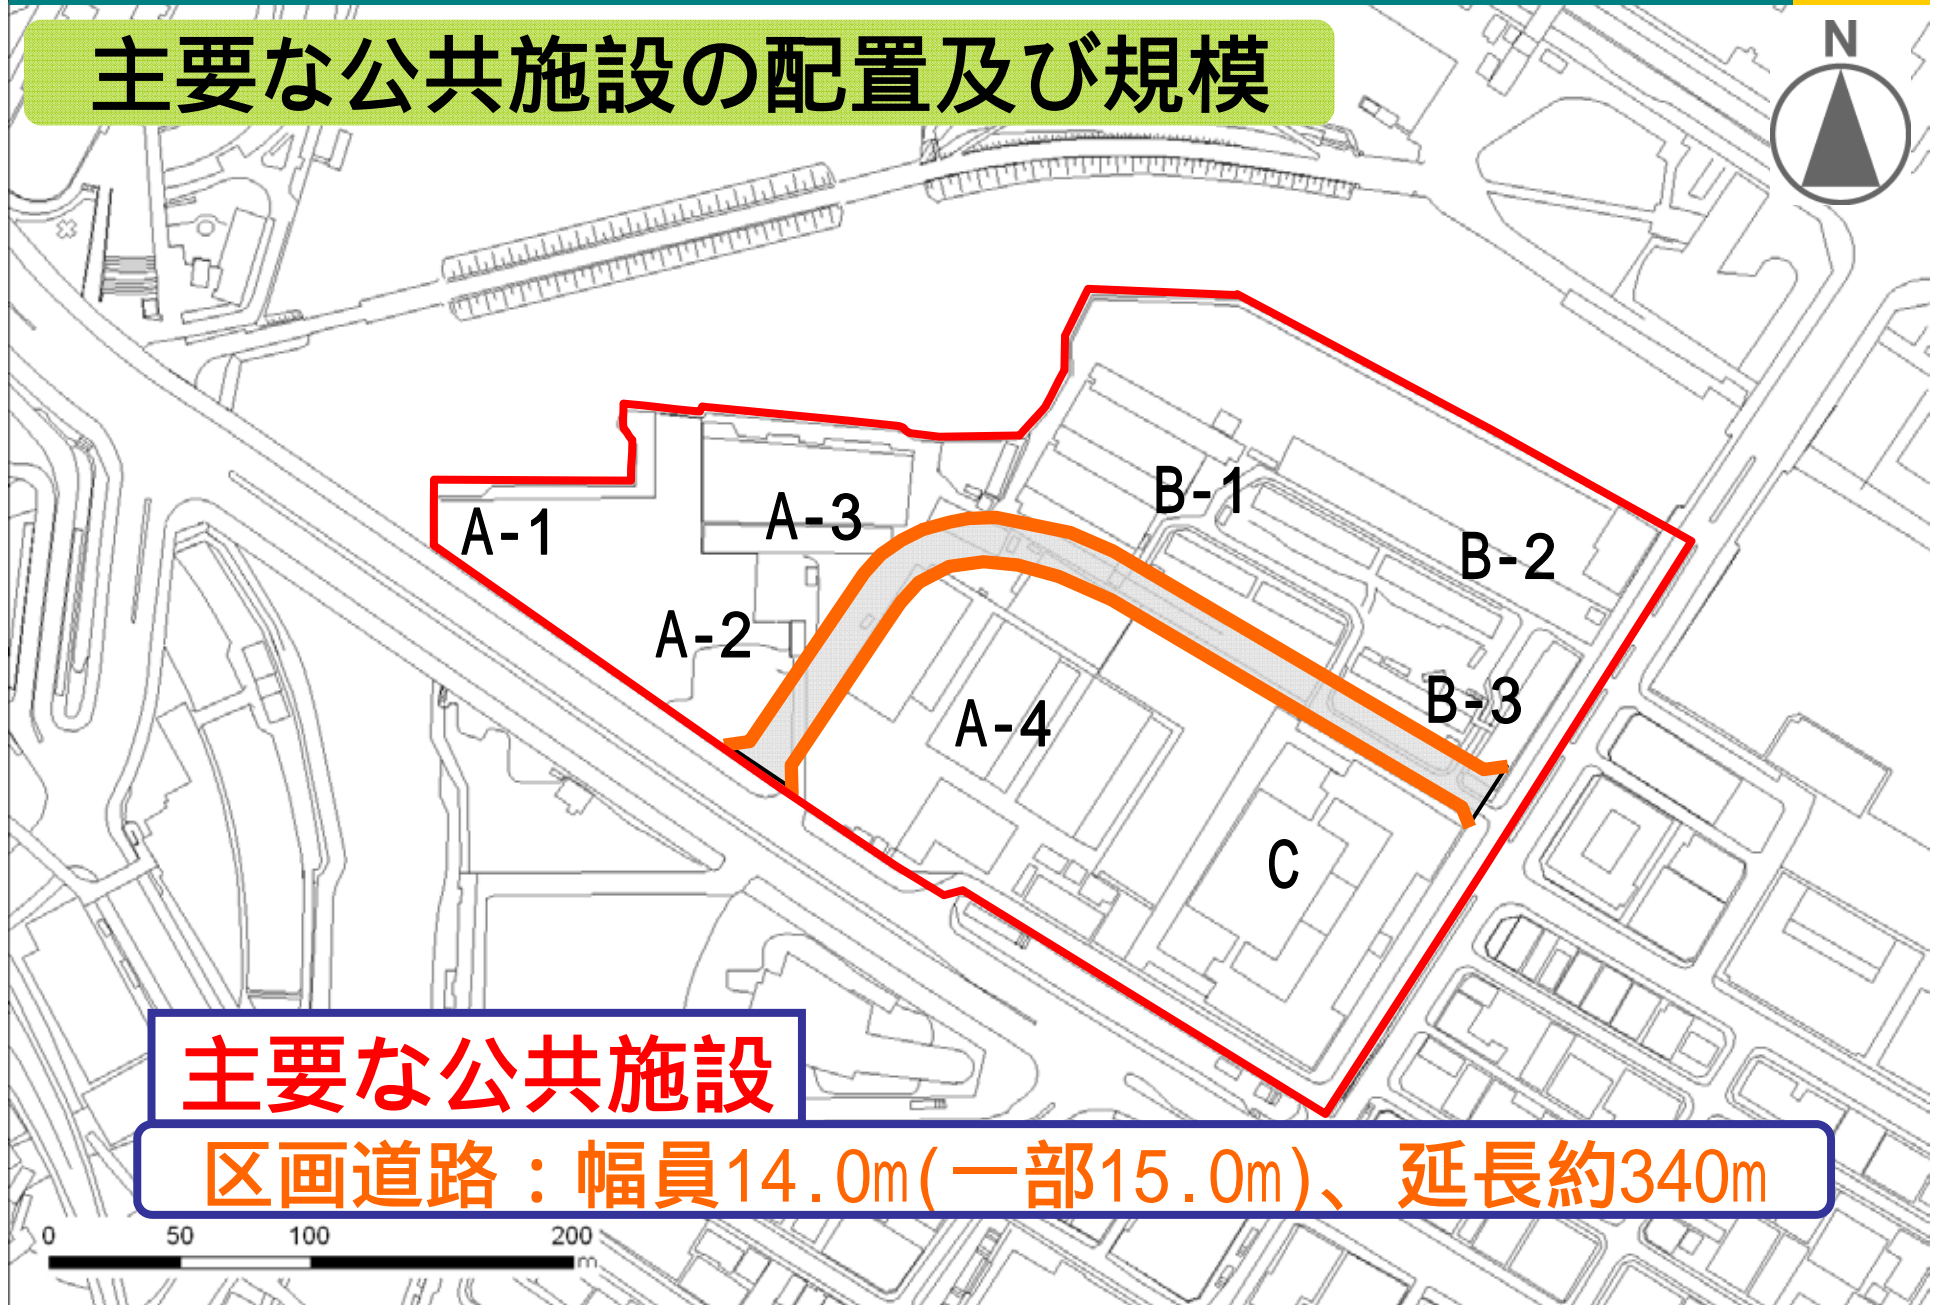 主要な公共施設の配置及び規模
N
B-1
A-3
A-1
B-2
A-2
B-3
A-4
C
主要な公共施設
区画道路：幅員14.0m(一部15.0m)、延長約340m
0 50 100 200
m